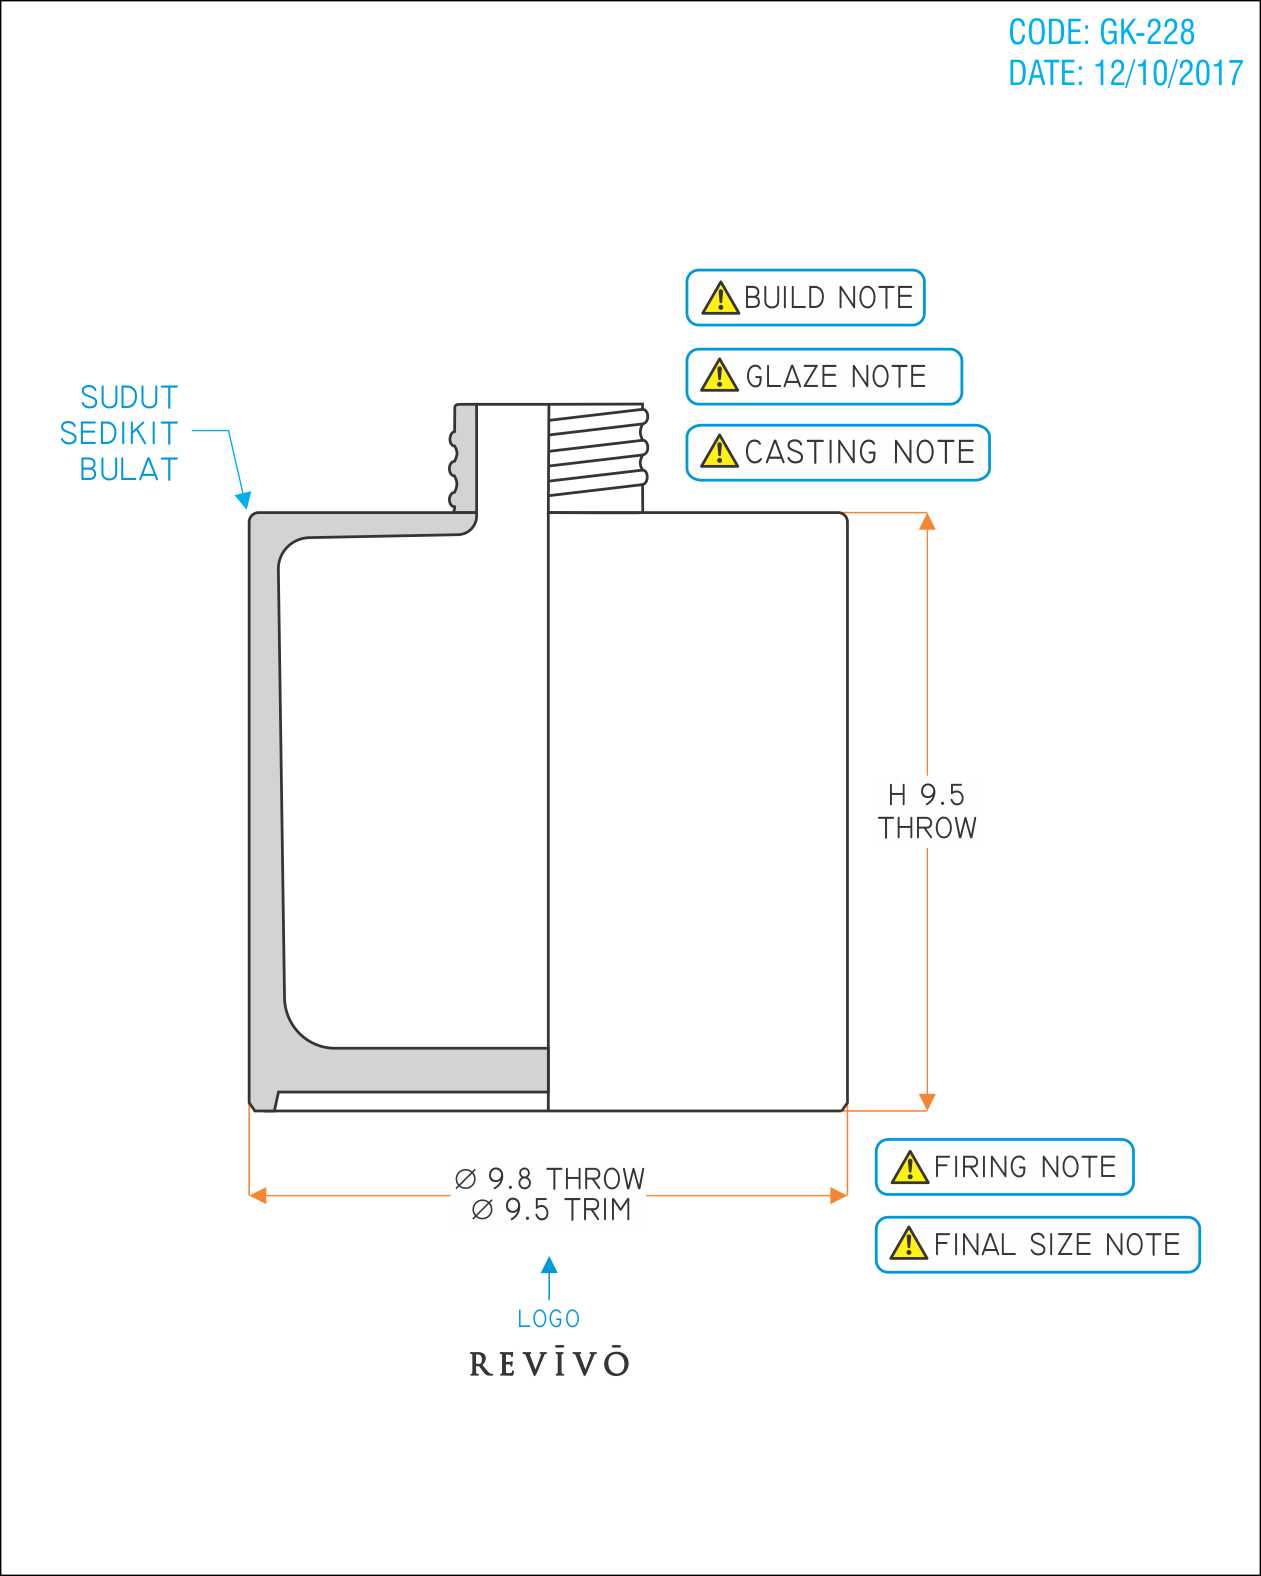 CODE: GK-228
DATE: 12/10/2017
BUILD NOTE
GLAZE NOTE
CASTING NOTE
SUDUT
SEDIKIT
BULAT
H 9.5
THROW
FIRING NOTE
FINAL SIZE NOTE
Ø 9.8 THROW
Ø 9.5 TRIM
LOGO
REVĪVŌ